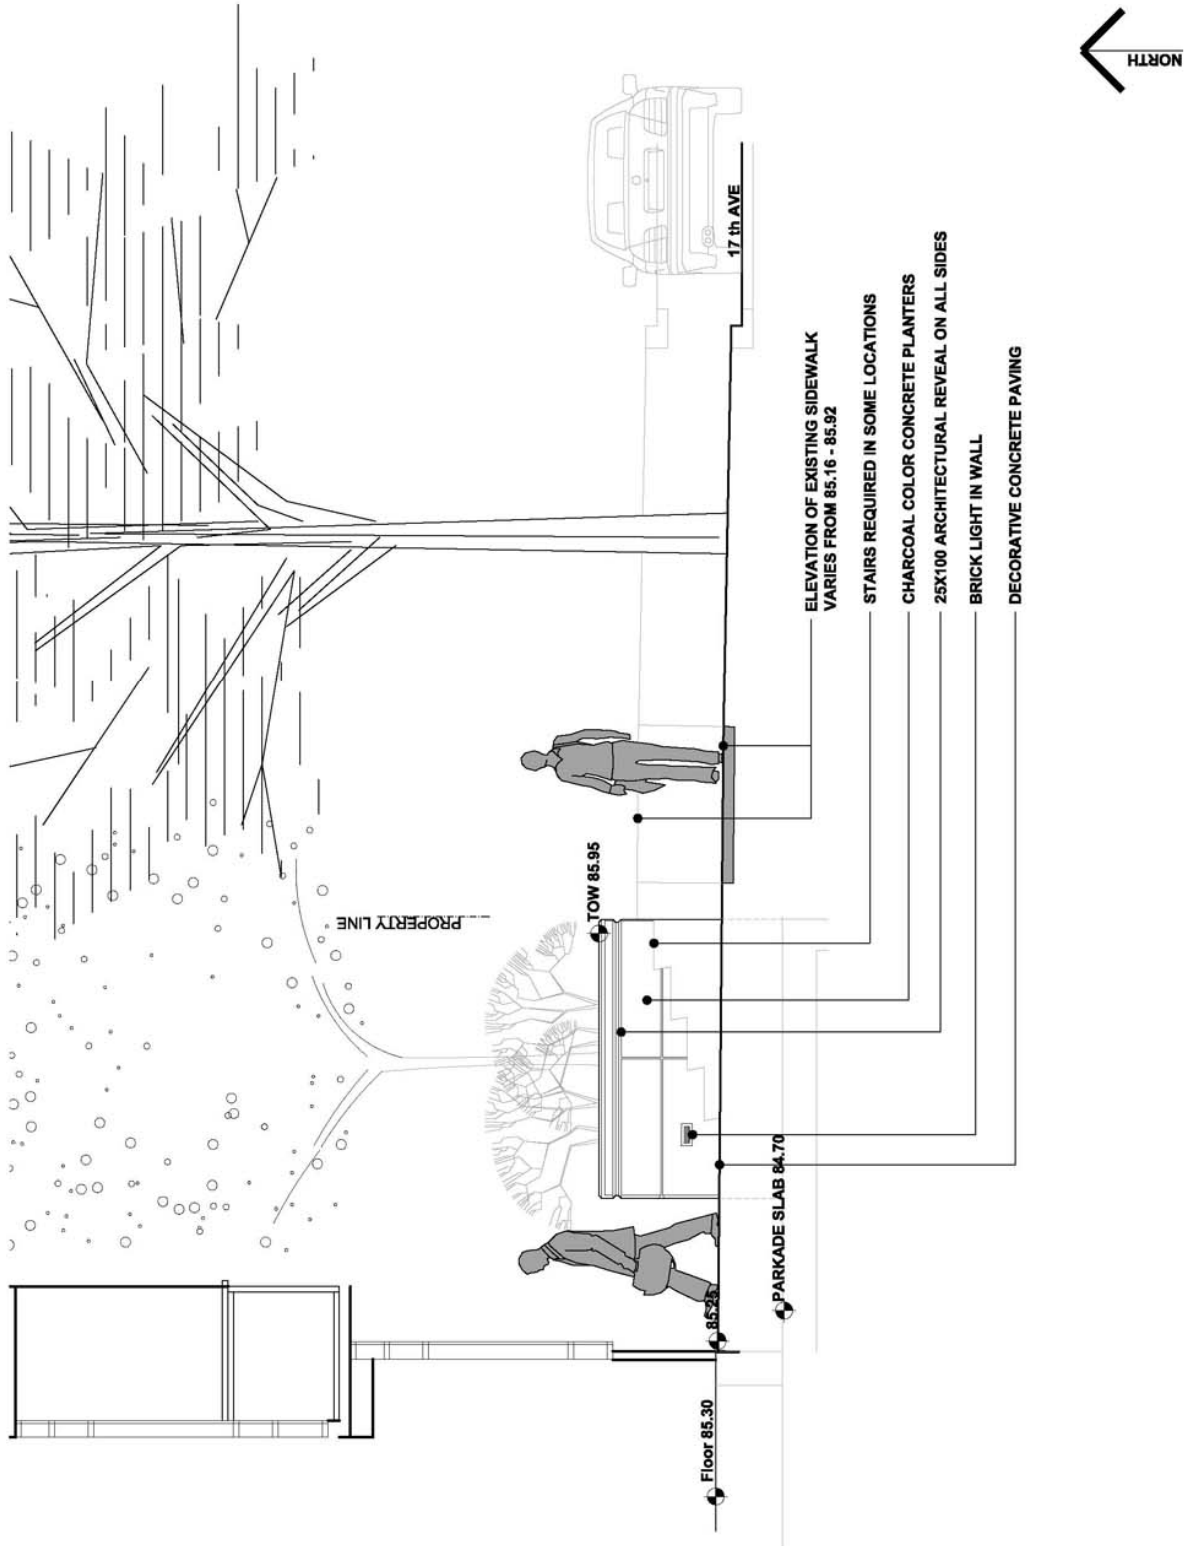 NORTH
17 th AVE
PROPERTY LINE
TOW 85.95
85.25
Floor 85.30
PARKADE SLAB 84.70
ELEVATION OF EXISTING SIDEWALK
VARIES FROM 85.16 - 85.92
STAIRS REQUIRED IN SOME LOCATIONS
CHARCOAL COLOR CONCRETE PLANTERS
25X100 ARCHITECTURAL REVEAL ON ALL SIDES
BRICK LIGHT IN WALL
DECORATIVE CONCRETE PAVING